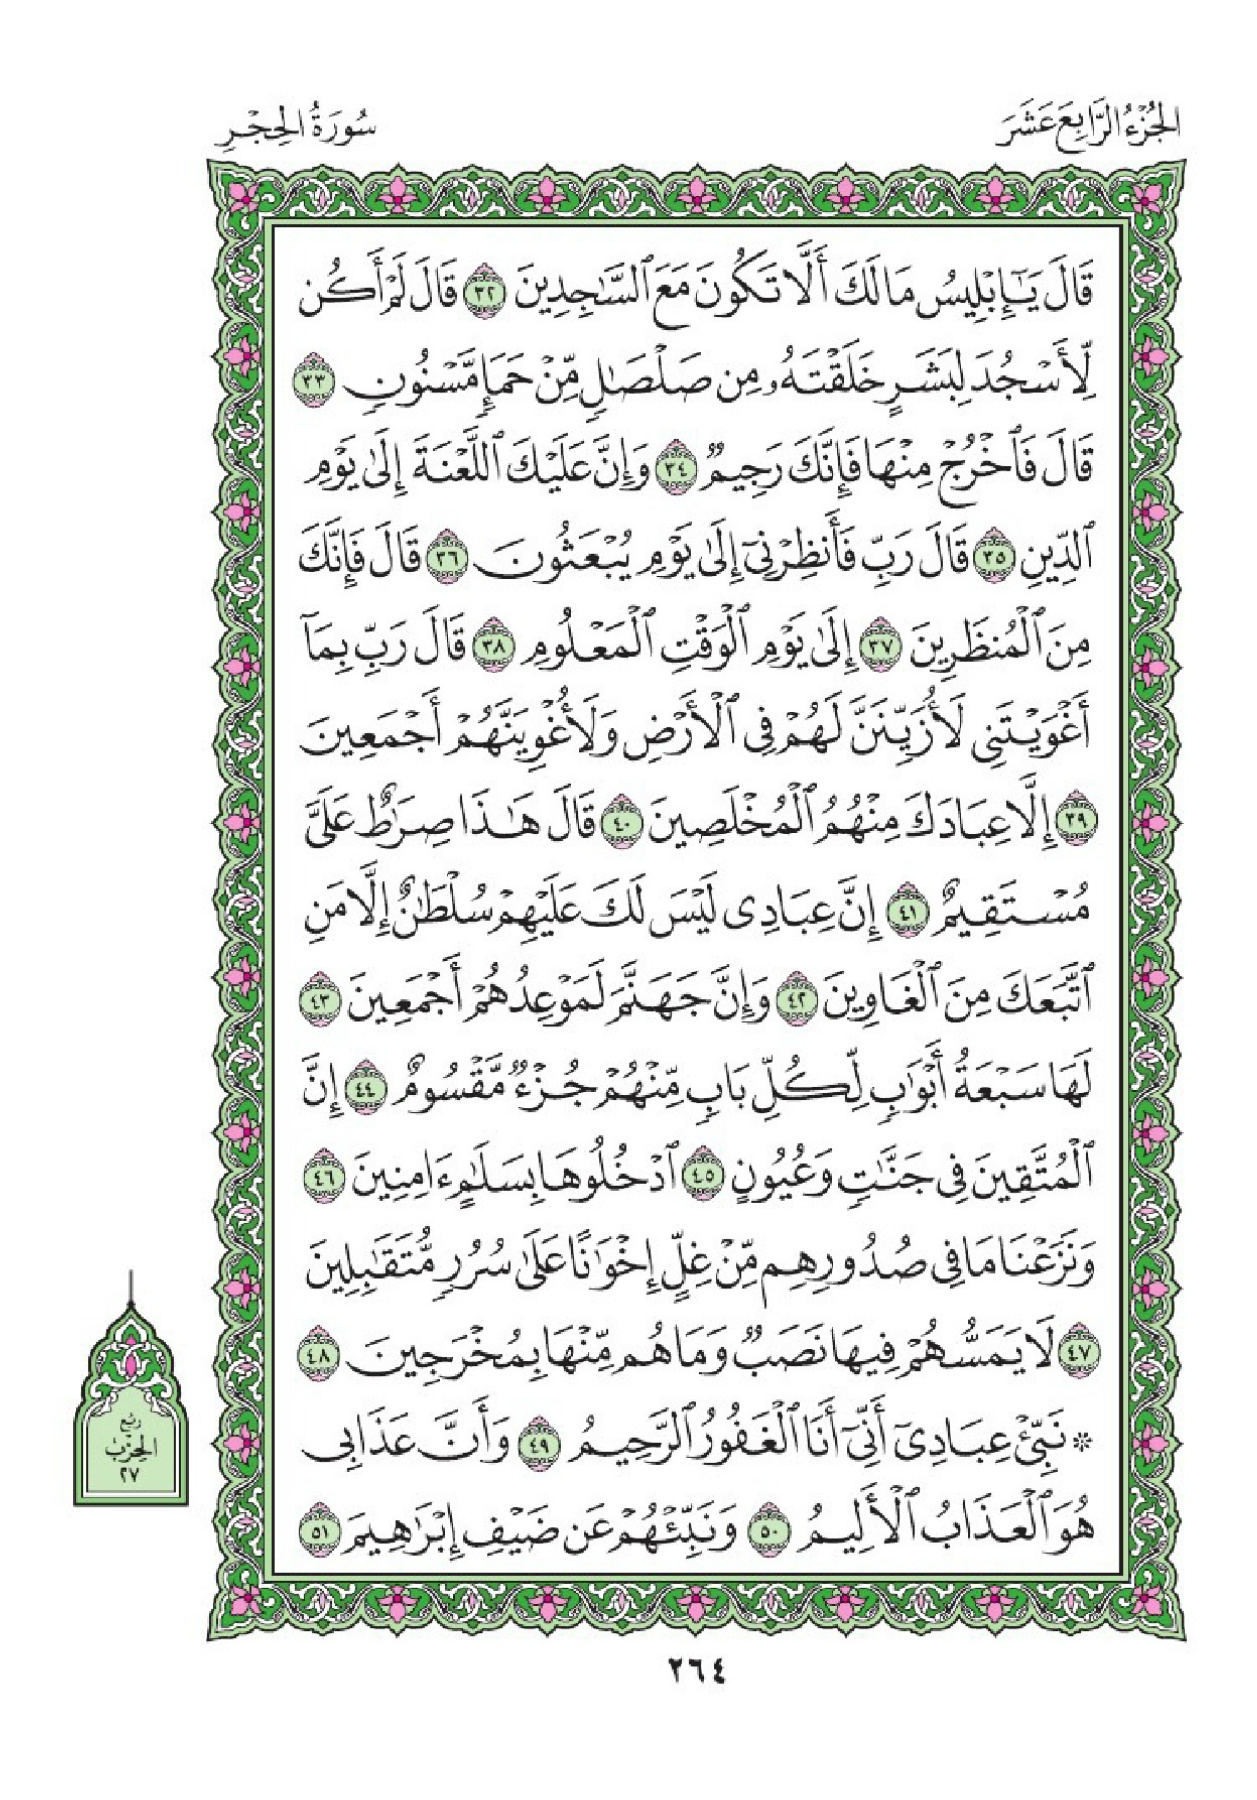 الجُزْءُ الرَّابِعَ عَشَرَ
سُورَةُ الحِجْرِ
قَالَ يَٰٓإِبْلِيسُ مَا لَكَ أَلَّا تَكُونَ مَعَ ٱلسَّٰجِدِينَ ٣٢ قَالَ لَمْ أَكُن
لِّأَسْجُدَ لِبَشَرٍ خَلَقْتَهُۥ مِن صَلْصَٰلٍ مِّنْ حَمَإٍ مَّسْنُونٍ ٣٣
قَالَ فَٱخْرُجْ مِنْهَا فَإِنَّكَ رَجِيمٌ ٣٤ وَإِنَّ عَلَيْكَ ٱللَّعْنَةَ إِلَىٰ يَوْمِ
ٱلدِّينِ ٣٥ قَالَ رَبِّ فَأَنظِرْنِىٓ إِلَىٰ يَوْمِ يُبْعَثُونَ ٣٦ قَالَ فَإِنَّكَ
مِنَ ٱلْمُنظَرِينَ ٣٧ إِلَىٰ يَوْمِ ٱلْوَقْتِ ٱلْمَعْلُومِ ٣٨ قَالَ رَبِّ بِمَآ
أَغْوَيْتَنِى لَأُزَيِّنَنَّ لَهُمْ فِى ٱلْأَرْضِ وَلَأُغْوِيَنَّهُمْ أَجْمَعِينَ
٣٩ إِلَّا عِبَادَكَ مِنْهُمُ ٱلْمُخْلَصِينَ ٤٠ قَالَ هَٰذَا صِرَٰطٌ عَلَىَّ
مُسْتَقِيمٌ ٤١ إِنَّ عِبَادِى لَيْسَ لَكَ عَلَيْهِمْ سُلْطَٰنٌ إِلَّا مَنِ
ٱتَّبَعَكَ مِنَ ٱلْغَاوِينَ ٤٢ وَإِنَّ جَهَنَّمَ لَمَوْعِدُهُمْ أَجْمَعِينَ ٤٣
لَهَا سَبْعَةُ أَبْوَٰبٍ لِّكُلِّ بَابٍ مِّنْهُمْ جُزْءٌ مَّقْسُومٌ ٤٤ إِنَّ
ٱلْمُتَّقِينَ فِى جَنَّٰتٍ وَعُيُونٍ ٤٥ ٱدْخُلُوهَا بِسَلَٰمٍ ءَامِنِينَ ٤٦
وَنَزَعْنَا مَا فِى صُدُورِهِم مِّنْ غِلٍّ إِخْوَٰنًا عَلَىٰ سُرُرٍ مُّتَقَٰبِلِينَ
٤٧ لَا يَمَسُّهُمْ فِيهَا نَصَبٌ وَمَا هُم مِّنْهَا بِمُخْرَجِينَ ٤٨
* نَبِّئْ عِبَادِىٓ أَنِّىٓ أَنَا ٱلْغَفُورُ ٱلرَّحِيمُ ٤٩ وَأَنَّ عَذَابِى
هُوَ ٱلْعَذَابُ ٱلْأَلِيمُ ٥٠ وَنَبِّئْهُمْ عَن ضَيْفِ إِبْرَٰهِيمَ ٥١
ربع
الحِزب
٢٧
٢٦٤